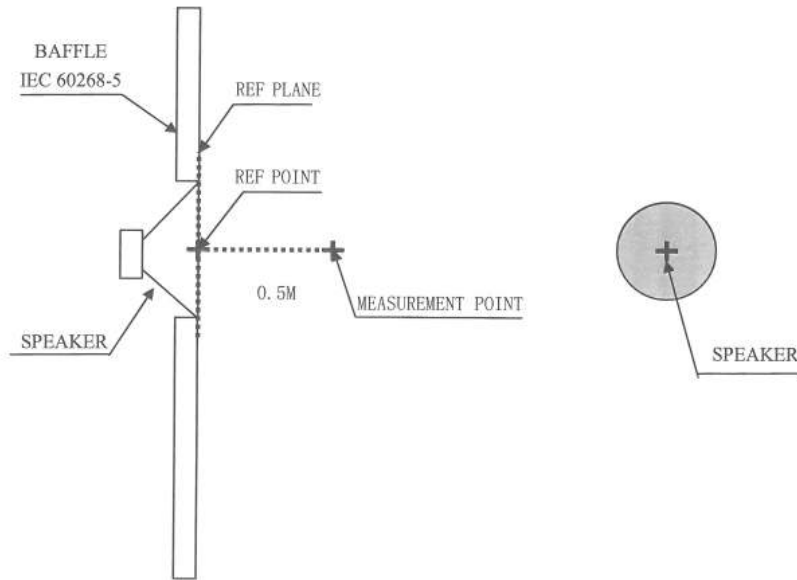 BAFFLE
IEC 60268-5
REF PLANE
REF POINT
0.5M
MEASUREMENT POINT
SPEAKER
SPEAKER